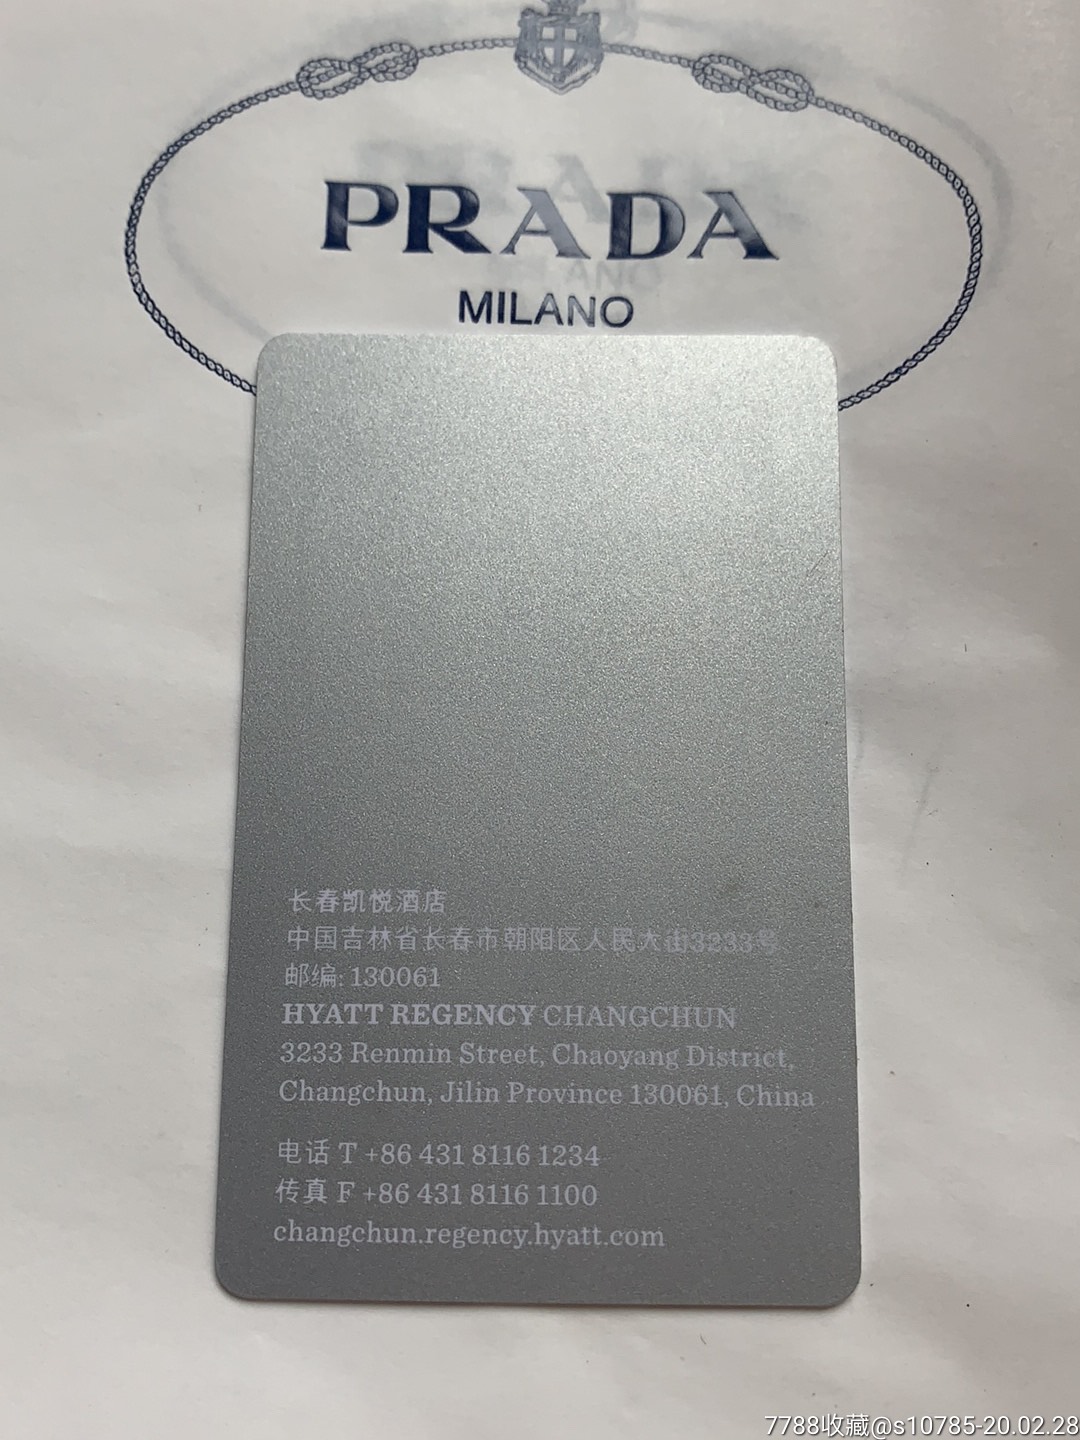 PRADA
MILANO
长春凯悦酒店
中国吉林省长春市朝阳区人民大街3233号
邮编: 130061
HYATT REGENCY CHANGCHUN
3233 Renmin Street, Chaoyang District,
Changchun, Jilin Province 130061, China
电话 T +86 431 8116 1234
传真 F +86 431 8116 1100
changchun.regency.hyatt.com
7788收藏@s10785-20.02.28